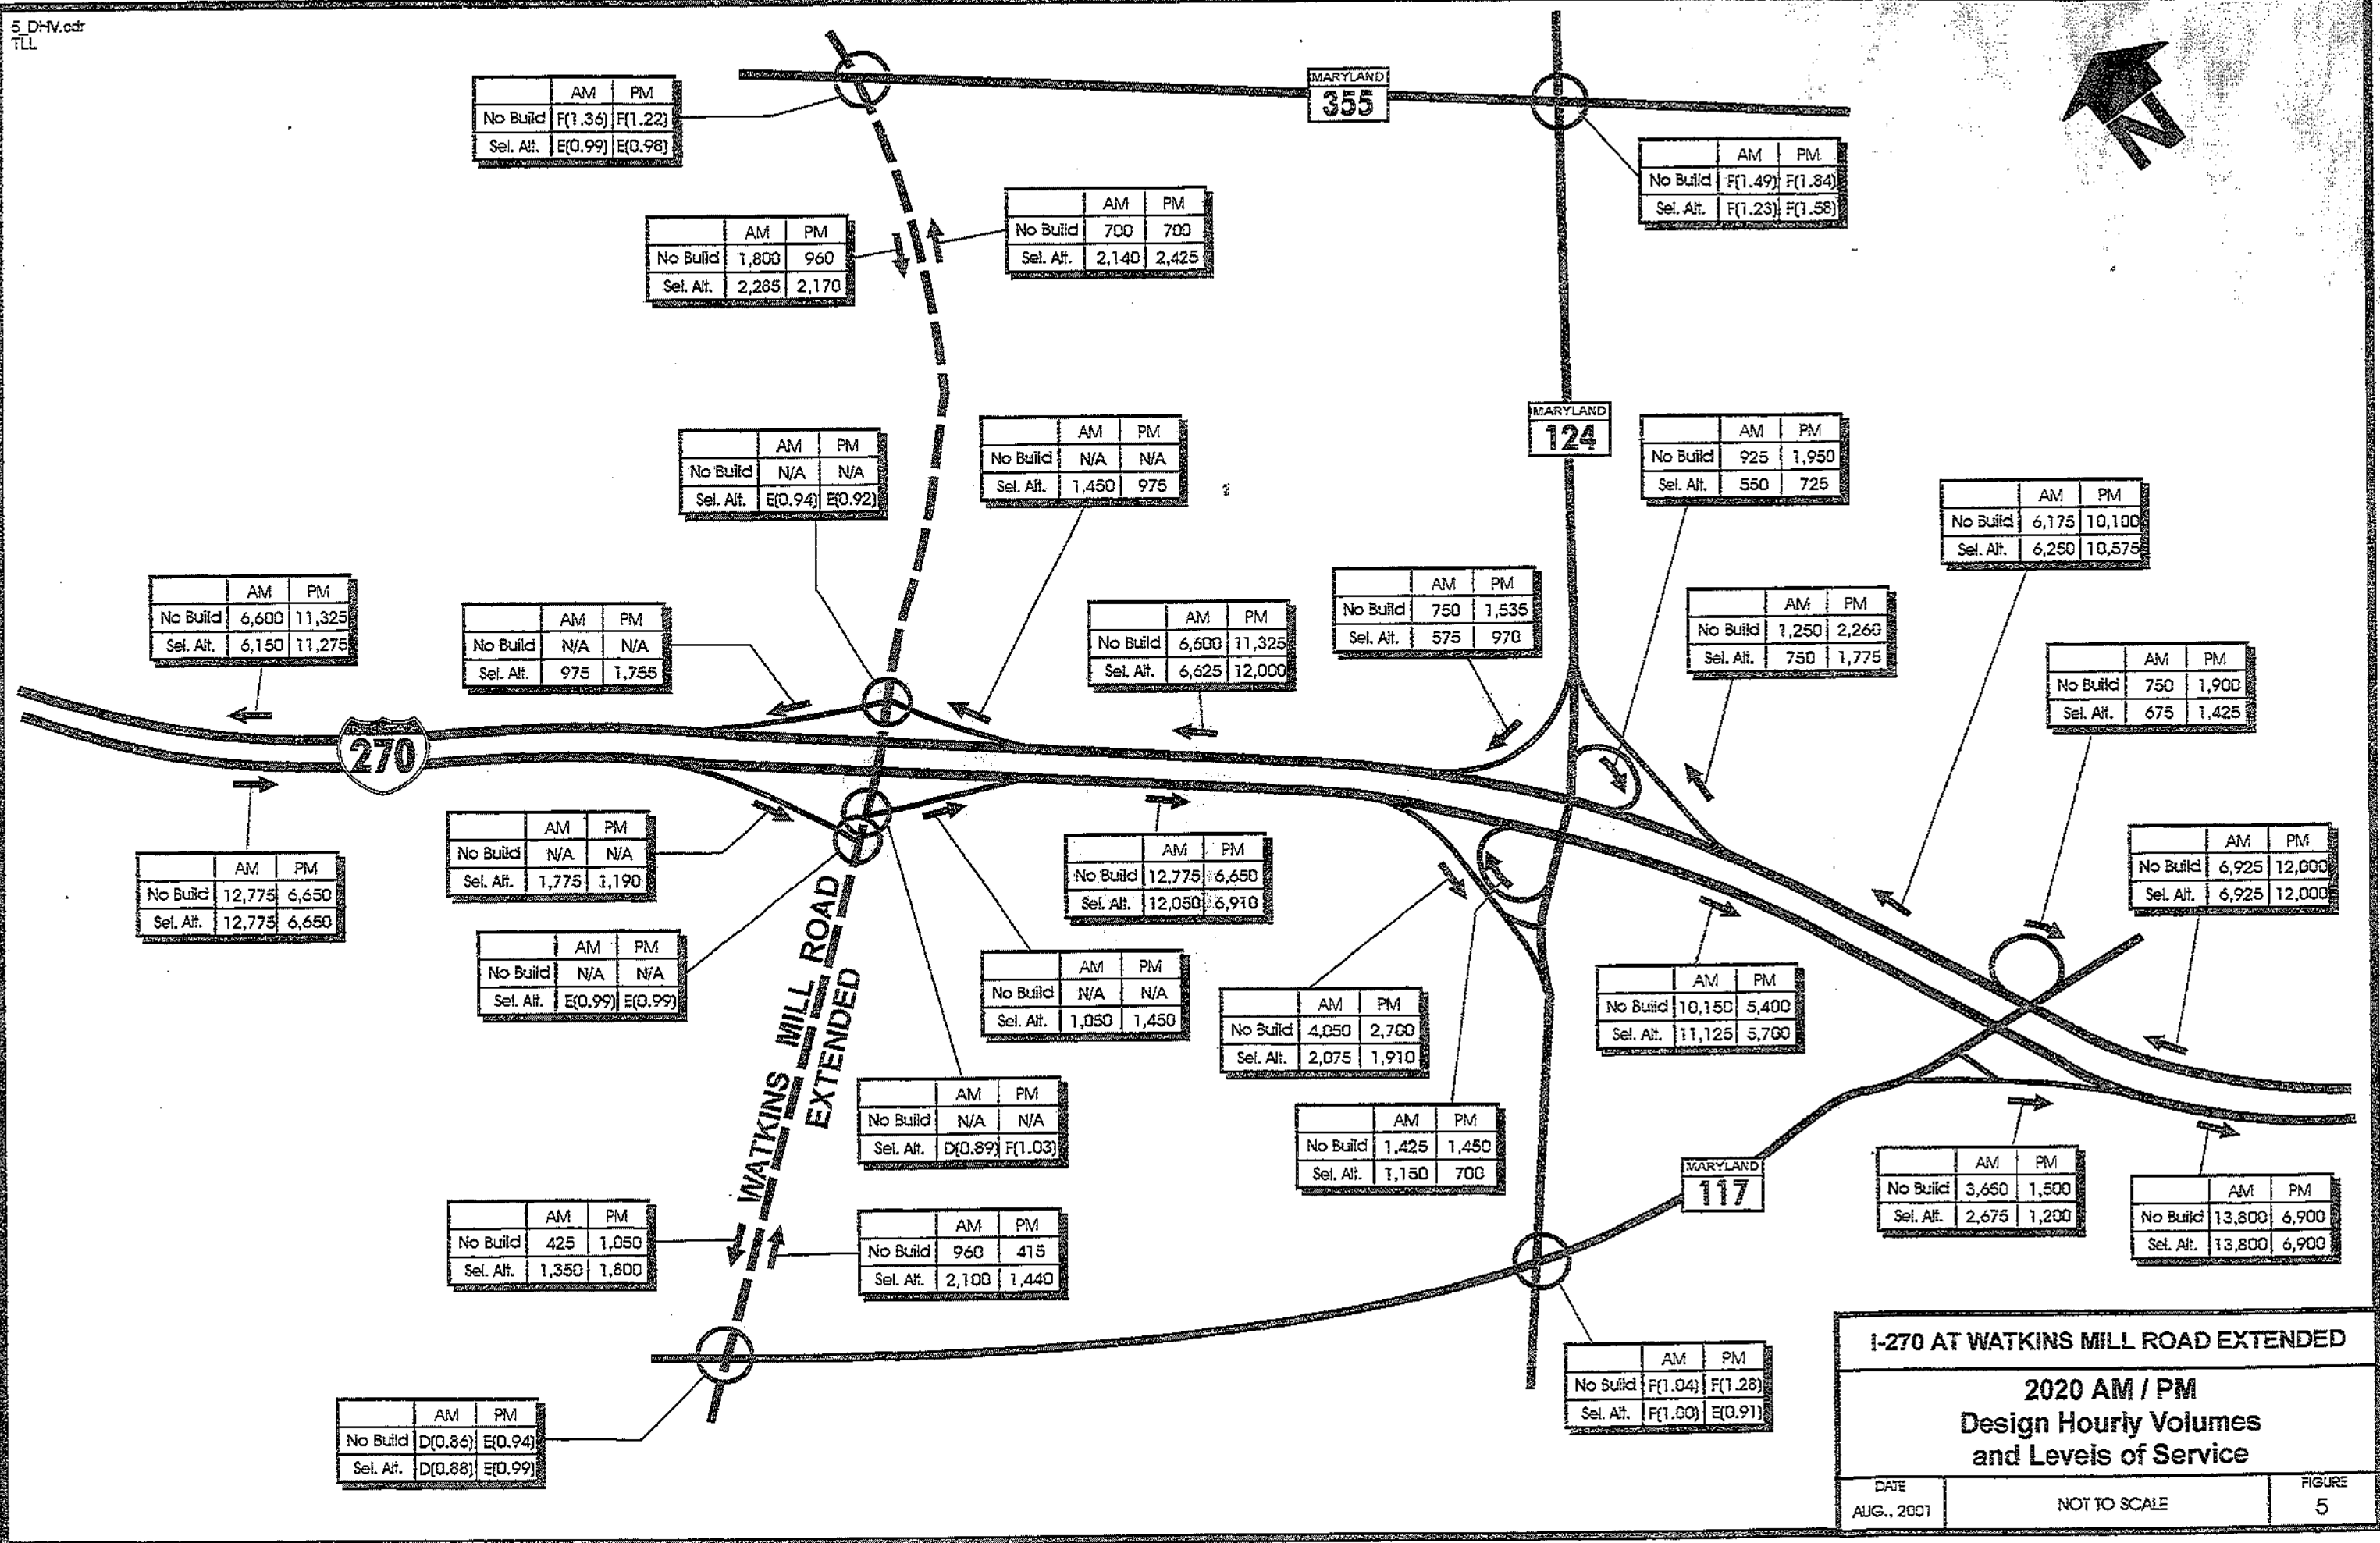 5_DHV.cdr
TLL
AM PM
No Build F(1.36) F(1.22)
Sel. Alt. E(0.99) E(0.98)
MARYLAND
355
AM PM
No Build F(1.49) F(1.84)
Sel. Alt. F(1.23) F(1.58)
N
AM PM
No Build 1,800 960
Sel. Alt. 2,285 2,170
AM PM
No Build 700 700
Sel. Alt. 2,140 2,425
AM PM
No Build N/A N/A
Sel. Alt. E(0.94) E(0.92)
AM PM
No Build N/A N/A
Sel. Alt. 1,450 975
MARYLAND
124
AM PM
No Build 925 1,950
Sel. Alt. 550 725
AM PM
No Build 6,175 10,100
Sel. Alt. 6,250 10,575
AM PM
No Build 6,600 11,325
Sel. Alt. 6,150 11,275
AM PM
No Build N/A N/A
Sel. Alt. 975 1,755
AM PM
No Build 6,600 11,325
Sel. Alt. 6,625 12,000
AM PM
No Build 750 1,535
Sel. Alt. 575 970
AM PM
No Build 1,250 2,260
Sel. Alt. 750 1,775
AM PM
No Build 750 1,900
Sel. Alt. 675 1,425
270
AM PM
No Build 12,775 6,650
Sel. Alt. 12,775 6,650
AM PM
No Build N/A N/A
Sel. Alt. 1,775 1,190
AM PM
No Build 12,775 6,650
Sel. Alt. 12,050 6,910
AM PM
No Build 6,925 12,000
Sel. Alt. 6,925 12,000
AM PM
No Build N/A N/A
Sel. Alt. E(0.99) E(0.99)
WATKINS MILL ROAD
EXTENDED
AM PM
No Build N/A N/A
Sel. Alt. 1,050 1,450
AM PM
No Build 4,050 2,700
Sel. Alt. 2,075 1,910
AM PM
No Build 10,150 5,400
Sel. Alt. 11,125 5,700
AM PM
No Build N/A N/A
Sel. Alt. D(0.89) F(1.03)
AM PM
No Build 1,425 1,450
Sel. Alt. 1,150 700
MARYLAND
117
AM PM
No Build 3,650 1,500
Sel. Alt. 2,675 1,200
AM PM
No Build 13,800 6,900
Sel. Alt. 13,800 6,900
AM PM
No Build 425 1,050
Sel. Alt. 1,350 1,800
AM PM
No Build 960 415
Sel. Alt. 2,100 1,440
AM PM
No Build F(1.04) F(1.28)
Sel. Alt. F(1.00) E(0.91)
AM PM
No Build D(0.86) E(0.94)
Sel. Alt. D(0.88) E(0.99)
I-270 AT WATKINS MILL ROAD EXTENDED
2020 AM / PM
Design Hourly Volumes
and Levels of Service
DATE
AUG., 2001
NOT TO SCALE
FIGURE
5